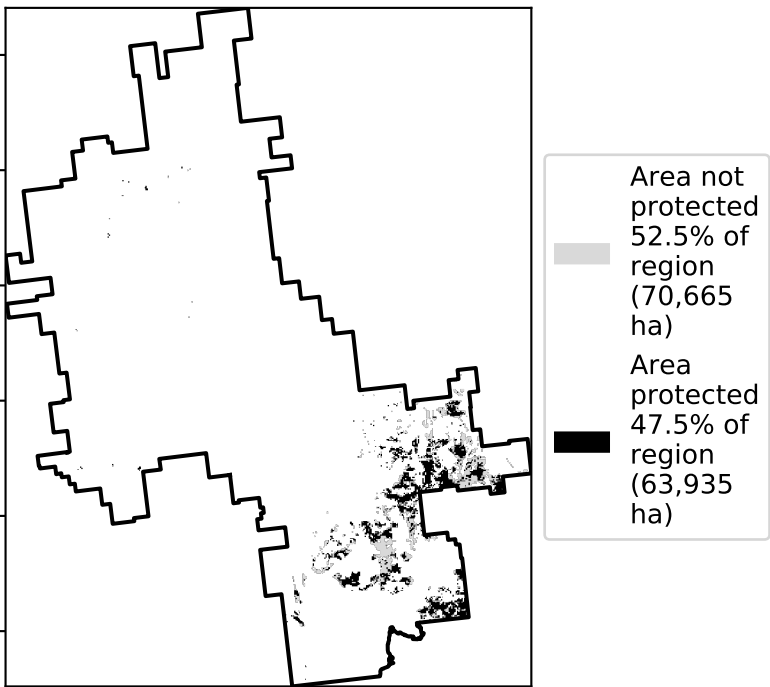 Area not
protected
52.5% of
region
(70,665
ha)
Area
protected
47.5% of
region
(63,935
ha)